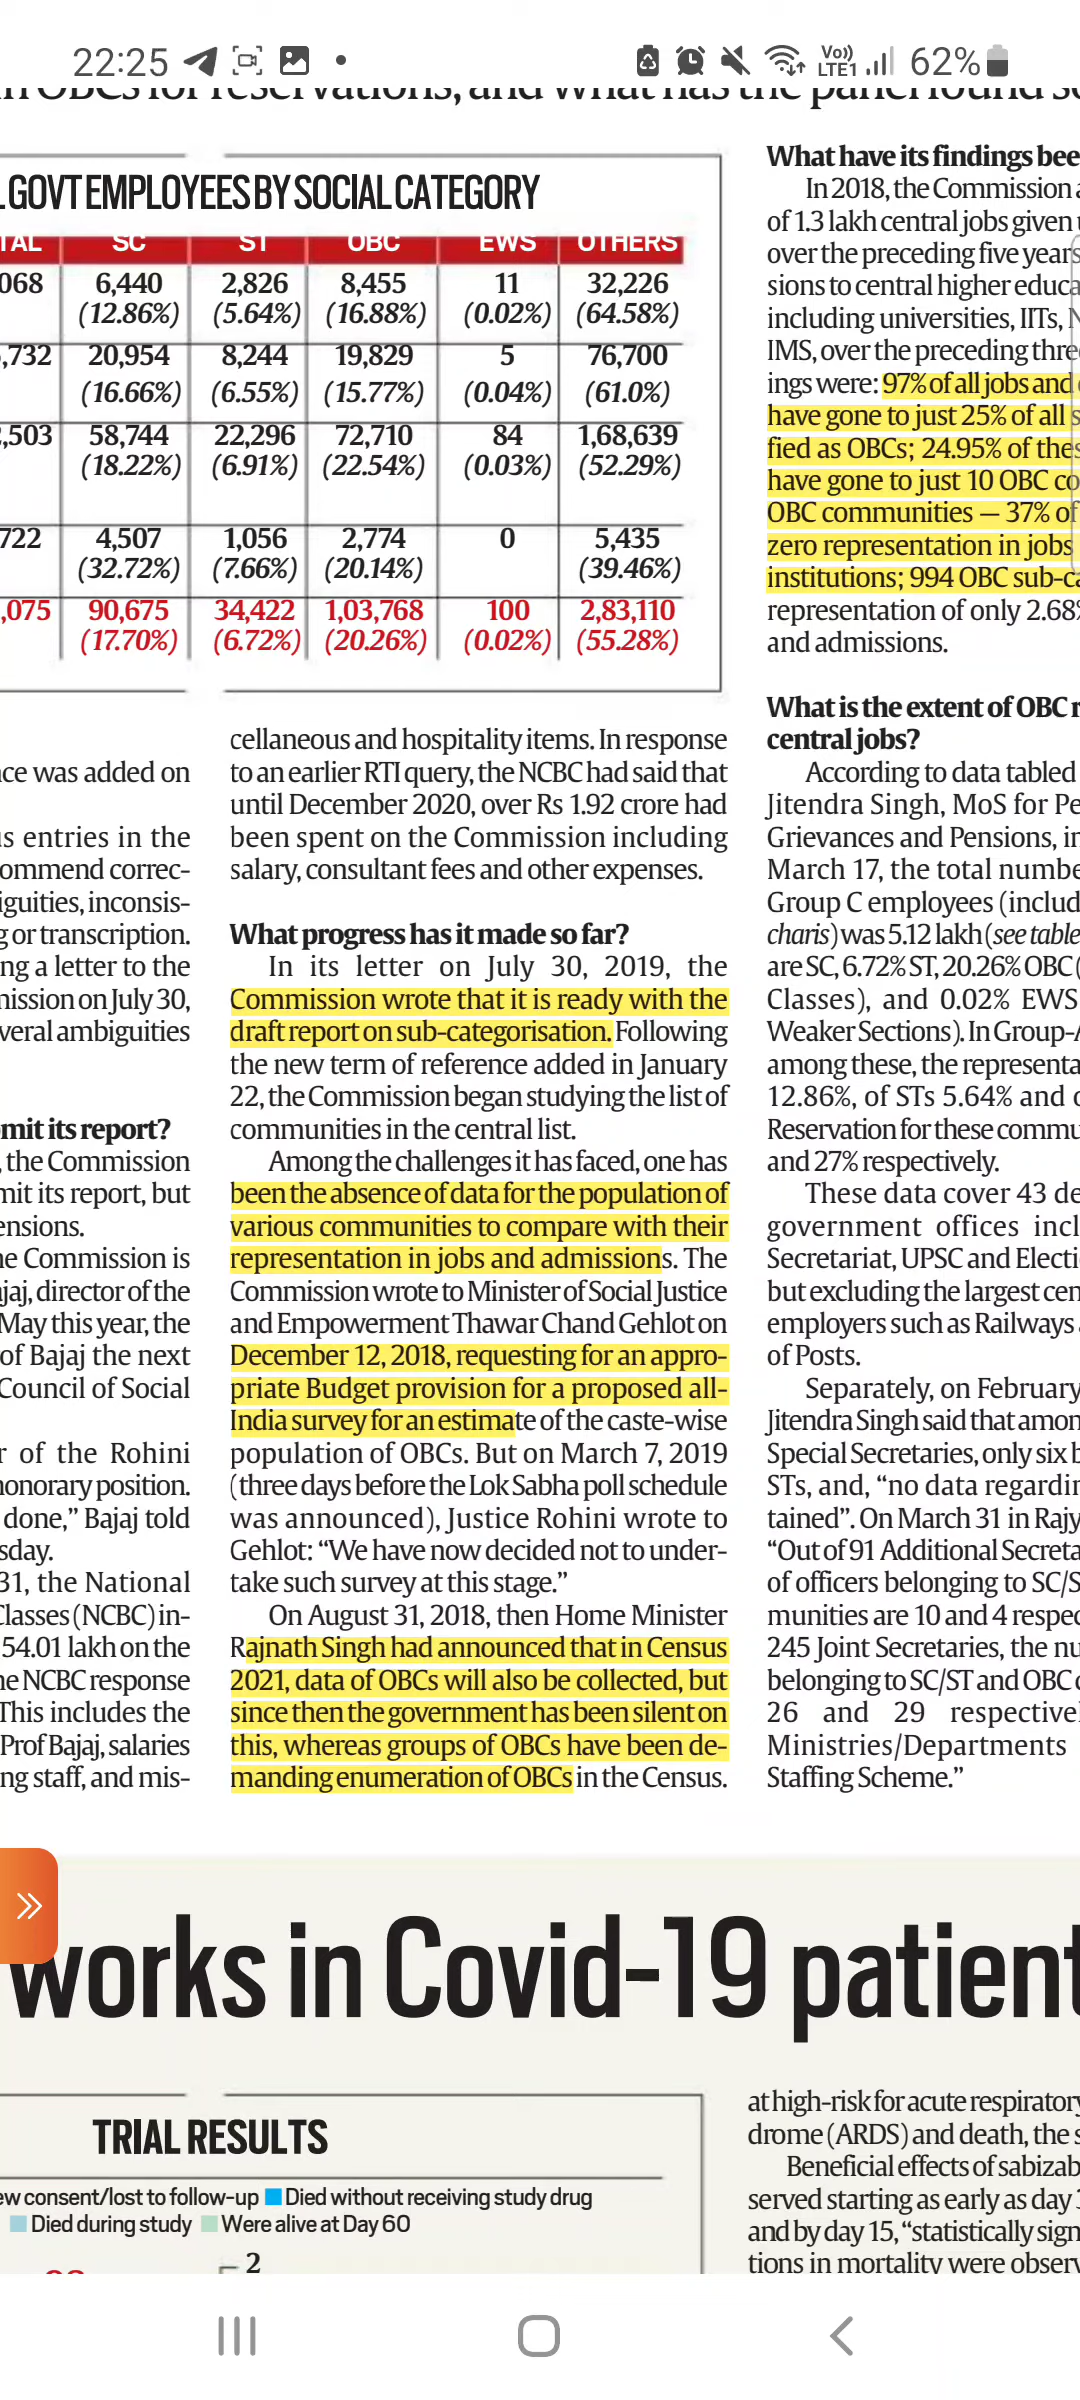 22:25
Vo)) LTE1 62%
OBCs for reservations, and what has the panel found so
GOVT EMPLOYEES BY SOCIAL CATEGORY
TAL SC ST OBC EWS OTHERS
068 6,440 2,826 8,455 11 32,226
(12.86%) (5.64%) (16.88%) (0.02%) (64.58%)
,732 20,954 8,244 19,829 5 76,700
(16.66%) (6.55%) (15.77%) (0.04%) (61.0%)
,503 58,744 22,296 72,710 84 1,68,639
(18.22%) (6.91%) (22.54%) (0.03%) (52.29%)
722 4,507 1,056 2,774 0 5,435
(32.72%) (7.66%) (20.14%) (39.46%)
,075 90,675 34,422 1,03,768 100 2,83,110
(17.70%) (6.72%) (20.26%) (0.02%) (55.28%)
ce was added on
s entries in the
ommend correc-
iguities, inconsis-
g or transcription.
ng a letter to the
mission on July 30,
veral ambiguities
mit its report?
, the Commission
mit its report, but
ensions.
he Commission is
jaj, director of the
May this year, the
of Bajaj the next
Council of Social
r of the Rohini
honorary position.
done,” Bajaj told
sday.
31, the National
Classes (NCBC) in-
54.01 lakh on the
he NCBC response
This includes the
Prof Bajaj, salaries
ng staff, and mis-
cellaneous and hospitality items. In response
to an earlier RTI query, the NCBC had said that
until December 2020, over Rs 1.92 crore had
been spent on the Commission including
salary, consultant fees and other expenses.
What progress has it made so far?
In its letter on July 30, 2019, the
Commission wrote that it is ready with the
draft report on sub-categorisation. Following
the new term of reference added in January
22, the Commission began studying the list of
communities in the central list.
Among the challenges it has faced, one has
been the absence of data for the population of
various communities to compare with their
representation in jobs and admissions. The
Commission wrote to Minister of Social Justice
and Empowerment Thawar Chand Gehlot on
December 12, 2018, requesting for an appro-
priate Budget provision for a proposed all-
India survey for an estimate of the caste-wise
population of OBCs. But on March 7, 2019
(three days before the Lok Sabha poll schedule
was announced), Justice Rohini wrote to
Gehlot: “We have now decided not to under-
take such survey at this stage.”
On August 31, 2018, then Home Minister
Rajnath Singh had announced that in Census
2021, data of OBCs will also be collected, but
since then the government has been silent on
this, whereas groups of OBCs have been de-
manding enumeration of OBCs in the Census.
What have its findings bee
In 2018, the Commission a
of 1.3 lakh central jobs given u
over the preceding five years
sions to central higher educa
including universities, IITs, N
IMS, over the preceding thre
ings were: 97% of all jobs and
have gone to just 25% of all s
fied as OBCs; 24.95% of thes
have gone to just 10 OBC co
OBC communities — 37% of
zero representation in jobs
institutions; 994 OBC sub-ca
representation of only 2.68%
and admissions.
What is the extent of OBC r
central jobs?
According to data tabled
Jitendra Singh, MoS for Pe
Grievances and Pensions, in
March 17, the total numbe
Group C employees (includ
charis) was 5.12 lakh (see table
are SC, 6.72% ST, 20.26% OBC (
Classes), and 0.02% EWS
Weaker Sections). In Group-A
among these, the representa
12.86%, of STs 5.64% and o
Reservation for these commu
and 27% respectively.
These data cover 43 de
government offices incl
Secretariat, UPSC and Electi
but excluding the largest cen
employers such as Railways
of Posts.
Separately, on February
Jitendra Singh said that amon
Special Secretaries, only six b
STs, and, “no data regardin
tained”. On March 31 in Rajy
“Out of 91 Additional Secreta
of officers belonging to SC/S
munities are 10 and 4 respec
245 Joint Secretaries, the nu
belonging to SC/ST and OBC c
26 and 29 respectivel
Ministries/Departments
Staffing Scheme.”
works in Covid-19 patient
TRIAL RESULTS
ew consent/lost to follow-up Died without receiving study drug
Died during study Were alive at Day 60
2
at high-risk for acute respiratory
drome (ARDS) and death, the s
Beneficial effects of sabizab
served starting as early as day 3
and by day 15, “statistically sign
tions in mortality were observ